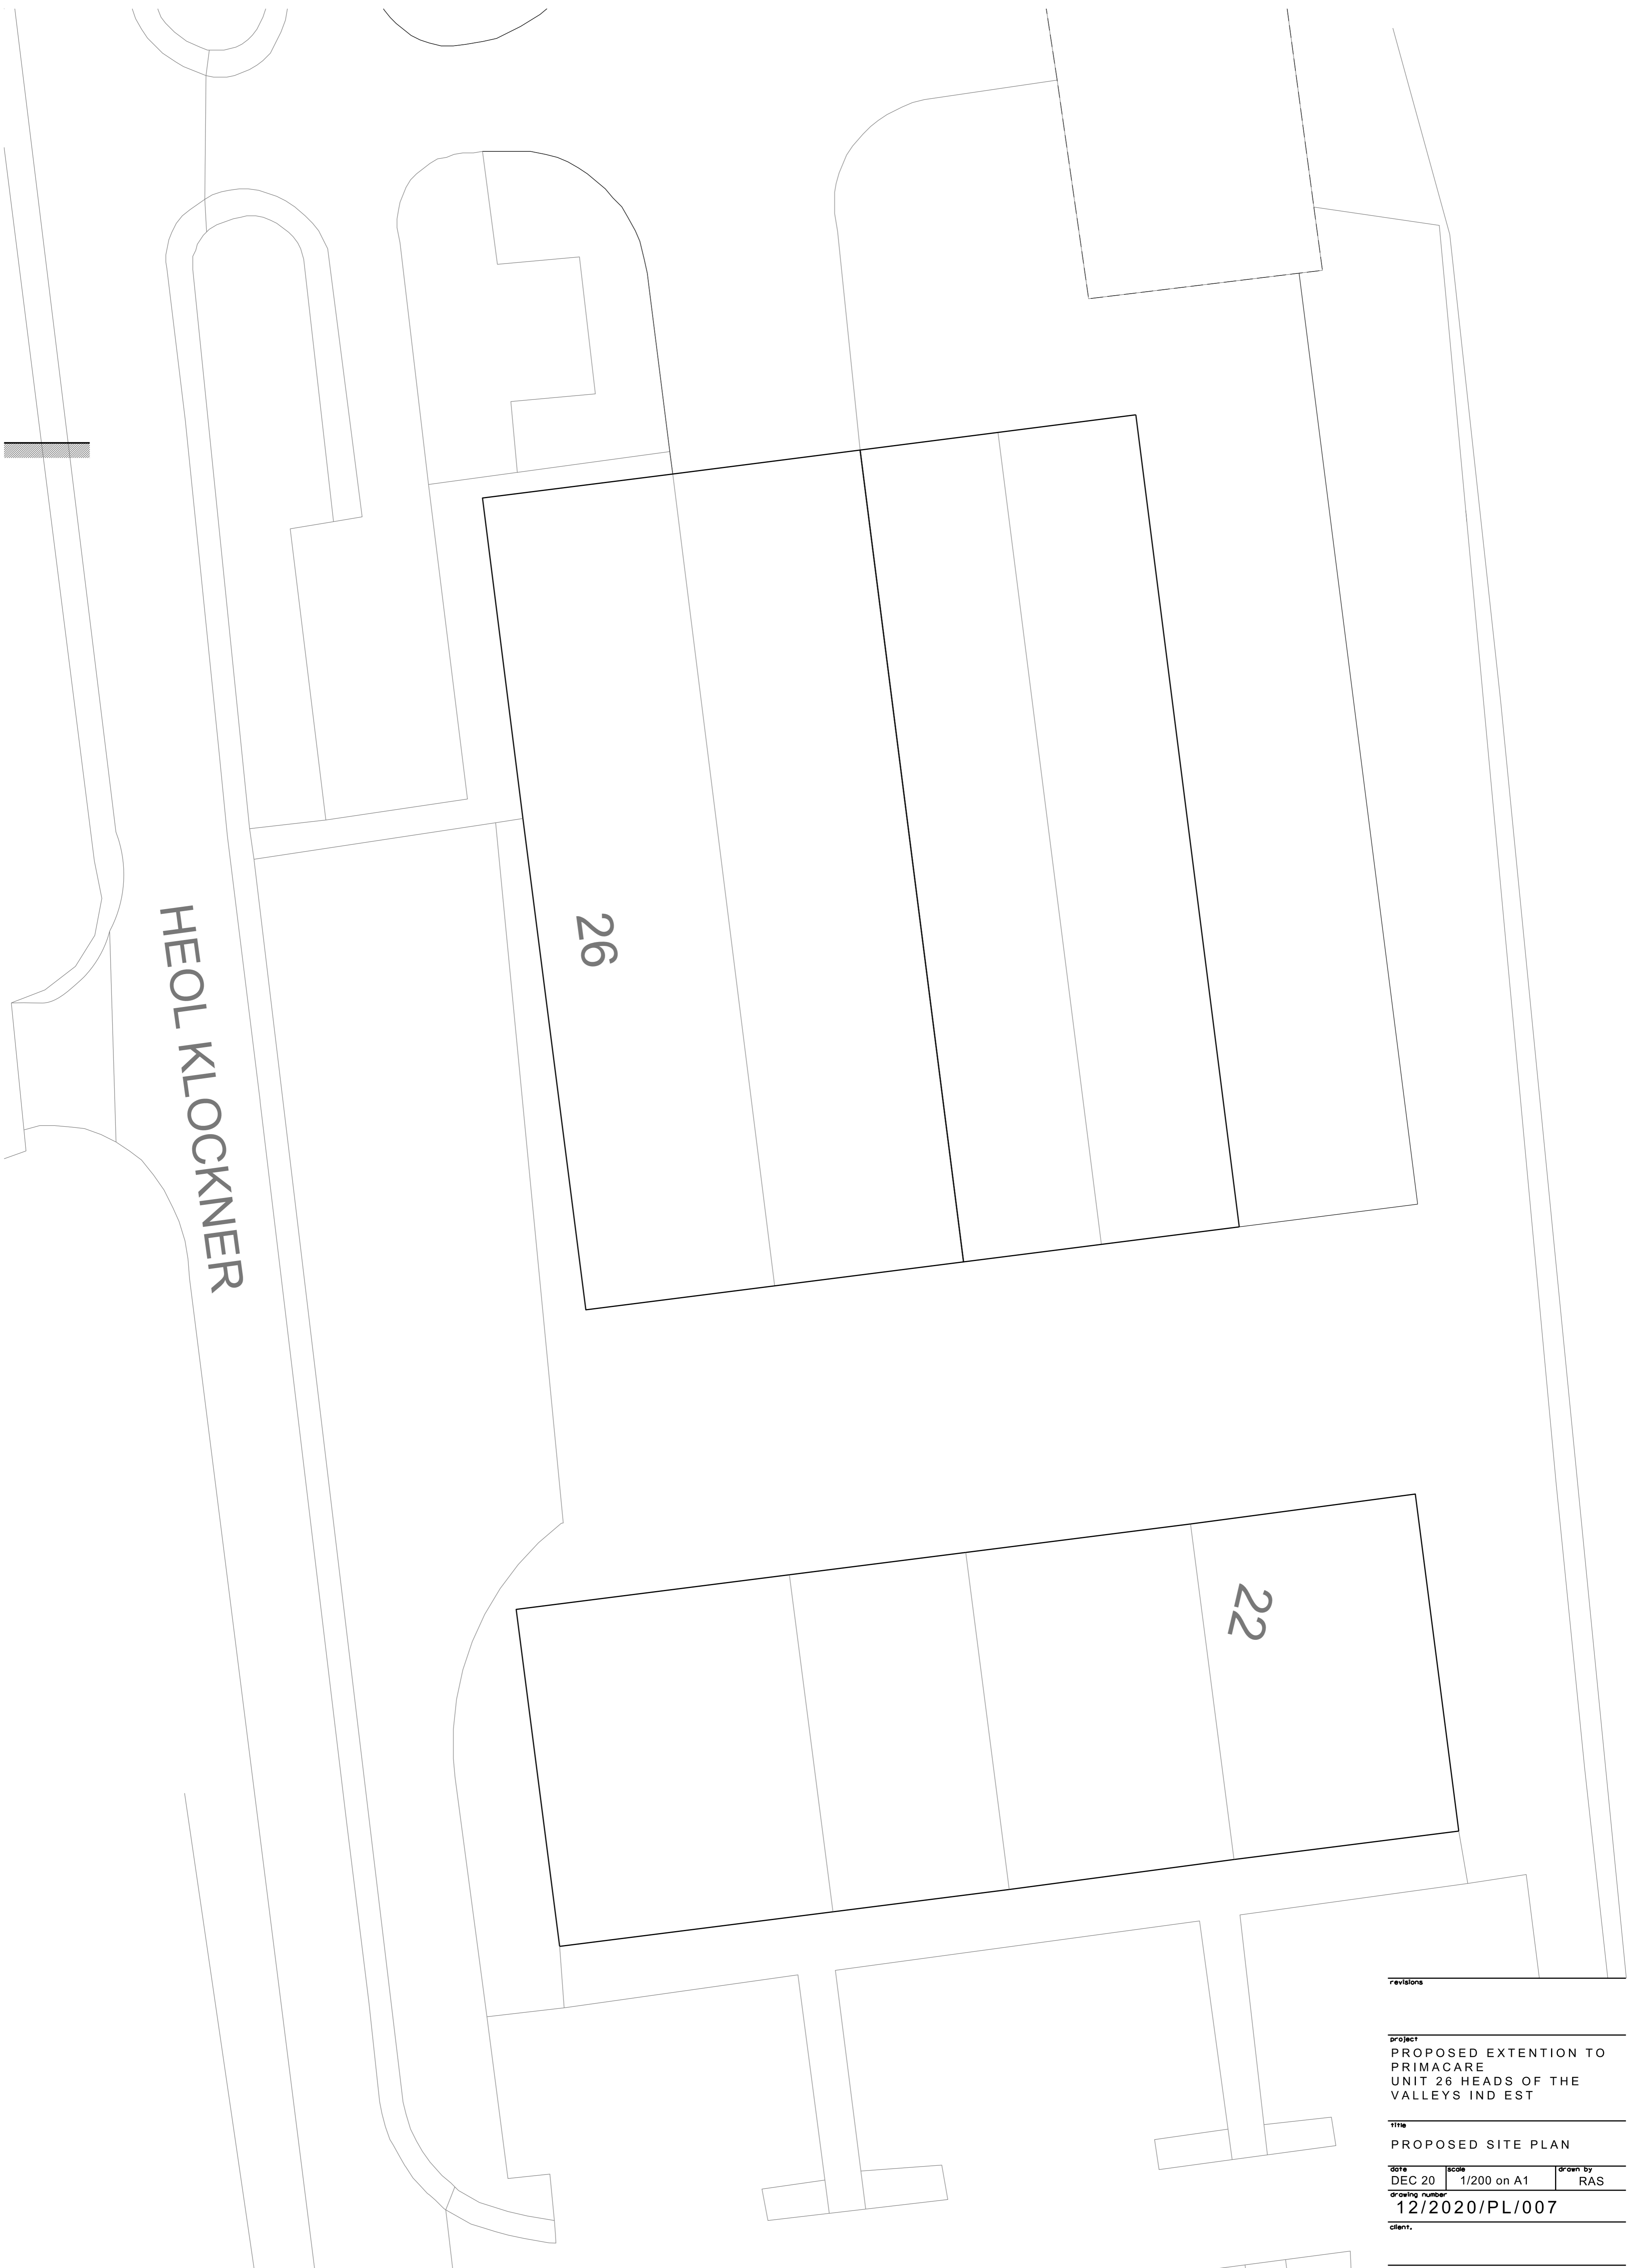 26
HEOL KLOCKNER
22
revisions
project
PROPOSED EXTENTION TO
PRIMACARE
UNIT 26 HEADS OF THE
VALLEYS IND EST
title
PROPOSED SITE PLAN
date scale drawn by
DEC 20 1/200 on A1 RAS
drawing number
12/2020/PL/007
client.